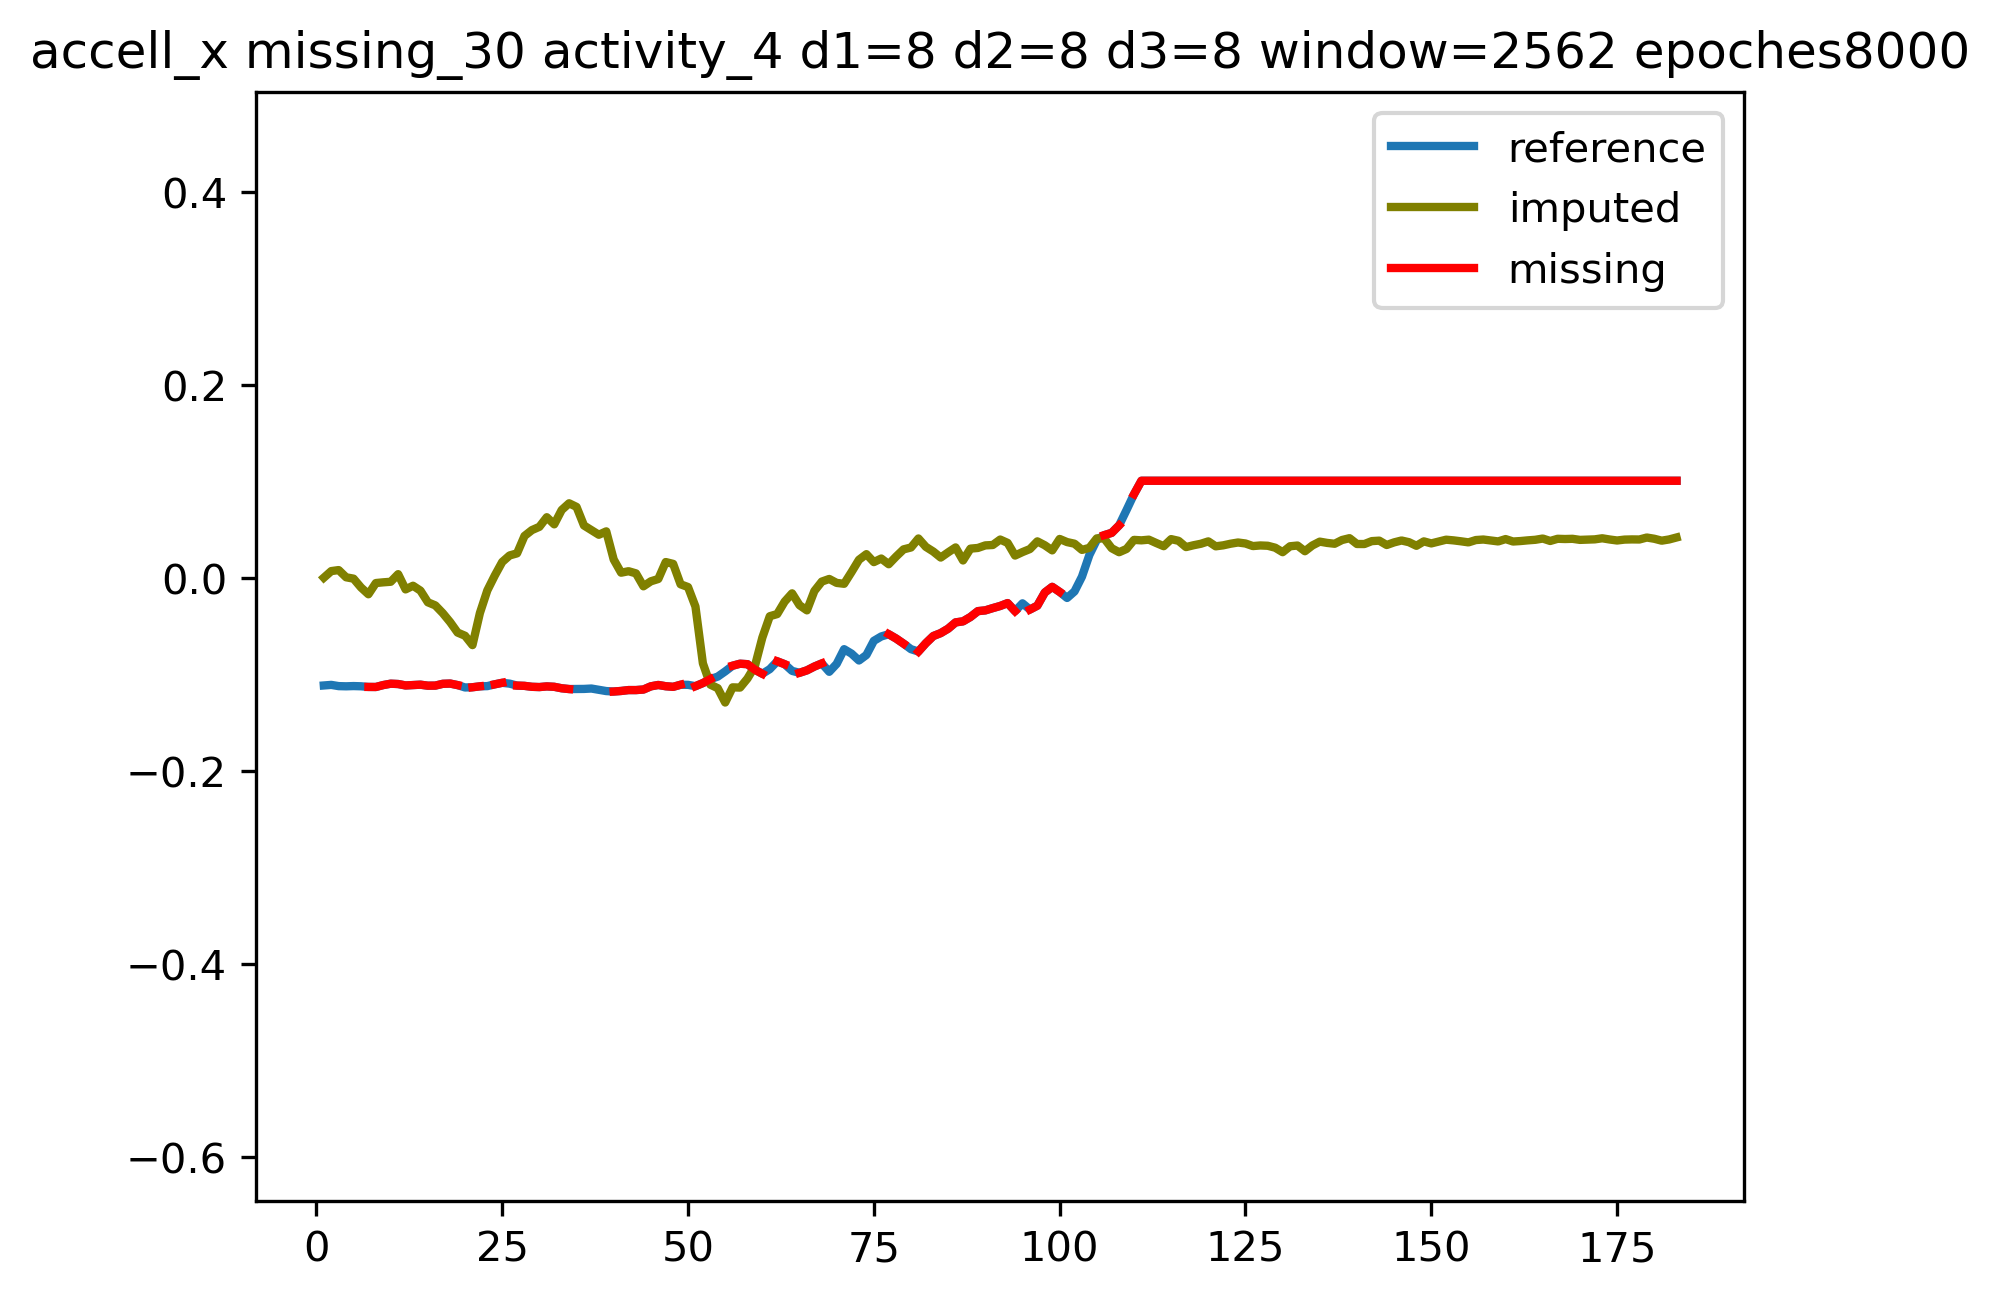 accell_x missing_30 activity_4 d1=8 d2=8 d3=8 window=2562 epoches8000
reference
imputed
missing
0.4
0.2
0.0
−0.2
−0.4
−0.6
0 25 50 75 100 125 150 175